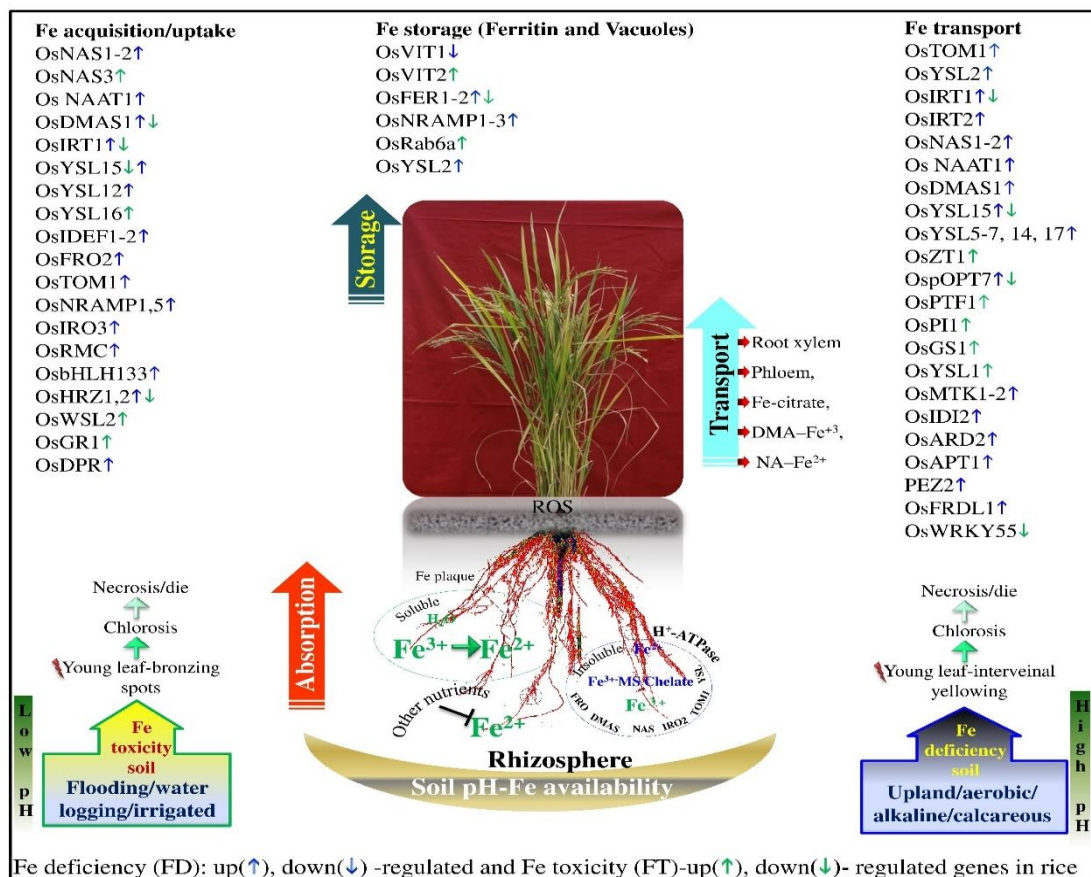 Fe acquisition/uptake
OsNAS1-2↑
OsNAS3↑
Os NAAT1↑
OsDMAS1↑↓
OsIRT1↑↓
OsYSL15↓↑
OsYSL12↑
OsYSL16↑
OsIDEF1-2↑
OsFRO2↑
OsTOM1↑
OsNRAMP1,5↑
OsIRO3↑
OsRMC↑
OsbHLH133↑
OsHRZ1,2↑↓
OsWSL2↑
OsGR1↑
OsDPR↑
Fe storage (Ferritin and Vacuoles)
OsVIT1↓
OsVIT2↑
OsFER1-2↑↓
OsNRAMP1-3↑
OsRab6a↑
OsYSL2↑
Fe transport
OsTOM1↑
OsYSL2↑
OsIRT1↑↓
OsIRT2↑
OsNAS1-2↑
Os NAAT1↑
OsDMAS1↑
OsYSL15↑↓
OsYSL5-7, 14, 17↑
OsZT1↑
OspOPT7↑↓
OsPTF1↑
OsPI1↑
OsGS1↑
OsYSL1↑
OsMTK1-2↑
OsIDI2↑
OsARD2↑
OsAPT1↑
PEZ2↑
OsFRDL1↑
OsWRKY55↓
Storage
Transport
Root xylem
Phloem,
Fe-citrate,
DMA–Fe+3,
NA–Fe2+
ROS
Absorption
Fe plaque
Soluble
Fe3+ Fe2+
Other nutrients
Fe2+
H+-ATPase
Insoluble
Fe3+-MS/Chelate
FRO DMAS NAS IRO2 TOM1 YSL
Rhizosphere
Soil pH-Fe availability
Necrosis/die
Chlorosis
Young leaf-bronzing
spots
Low pH
Fe
toxicity
soil
Flooding/water
logging/irrigated
Necrosis/die
Chlorosis
Young leaf-interveinal
yellowing
Fe
deficiency
soil
Upland/aerobic/
alkaline/calcareous
High pH
Fe deficiency (FD): up(↑), down(↓) -regulated and Fe toxicity (FT)-up(↑), down(↓)- regulated genes in rice